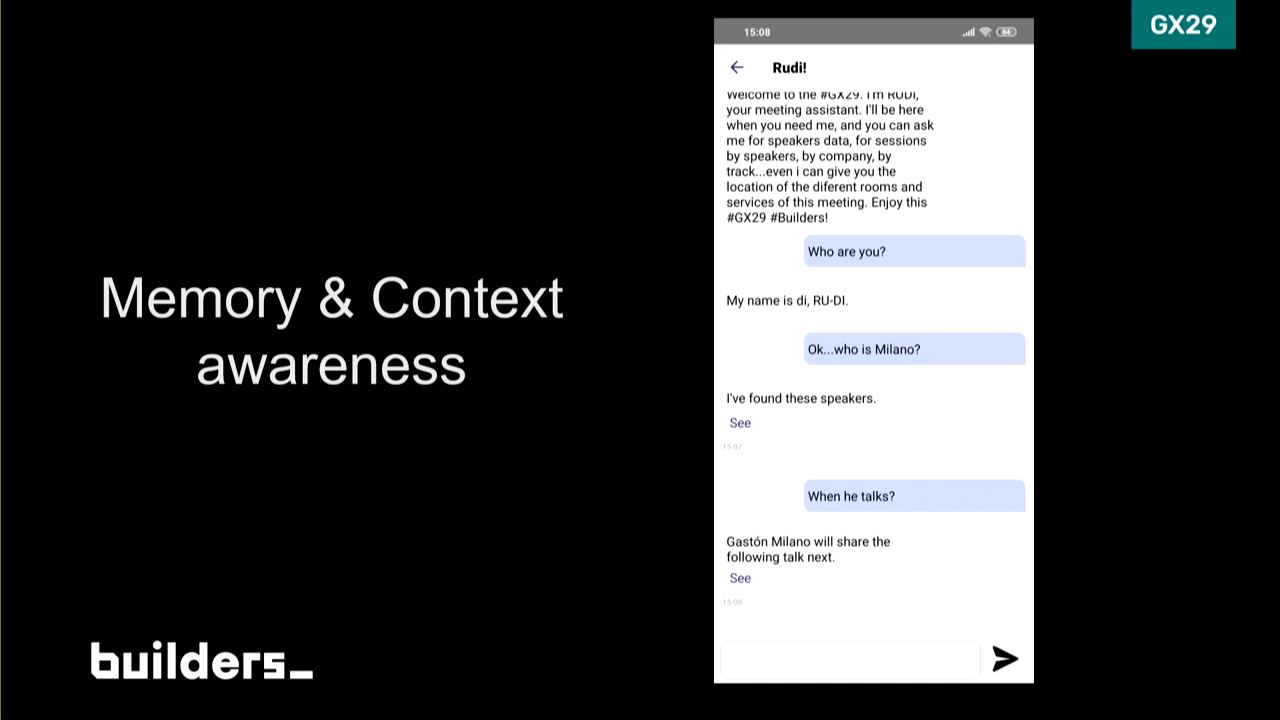 GX29
Memory & Context
awareness
builders_
15:08
84
Rudi!
Welcome to the #GX29. I'm RUDI,
your meeting assistant. I'll be here
when you need me, and you can ask
me for speakers data, for sessions
by speakers, by company, by
track...even i can give you the
location of the diferent rooms and
services of this meeting. Enjoy this
#GX29 #Builders!
Who are you?
My name is di, RU-DI.
Ok...who is Milano?
I've found these speakers.
See
15:07
When he talks?
Gastón Milano will share the
following talk next.
See
15:08